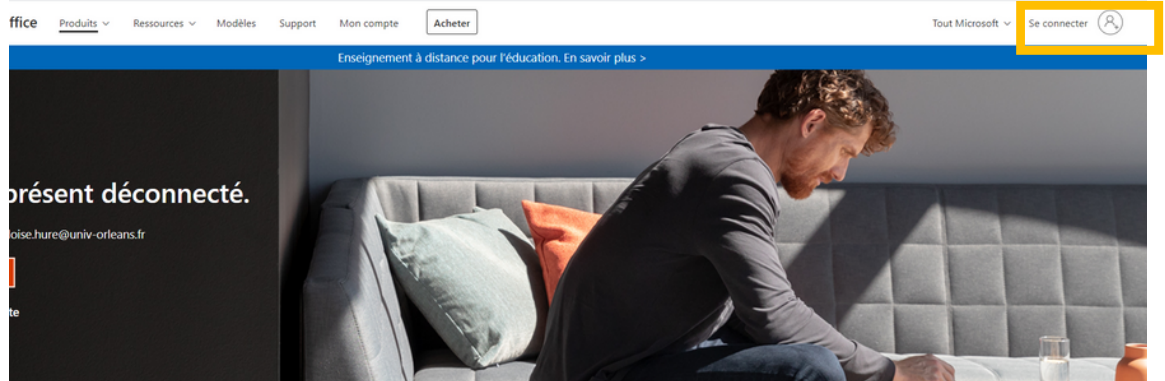 ffice Produits Ressources Modèles Support Mon compte Acheter Tout Microsoft Se connecter
Enseignement à distance pour l'éducation. En savoir plus >
présent déconnecté.
loise.hure@univ-orleans.fr
te